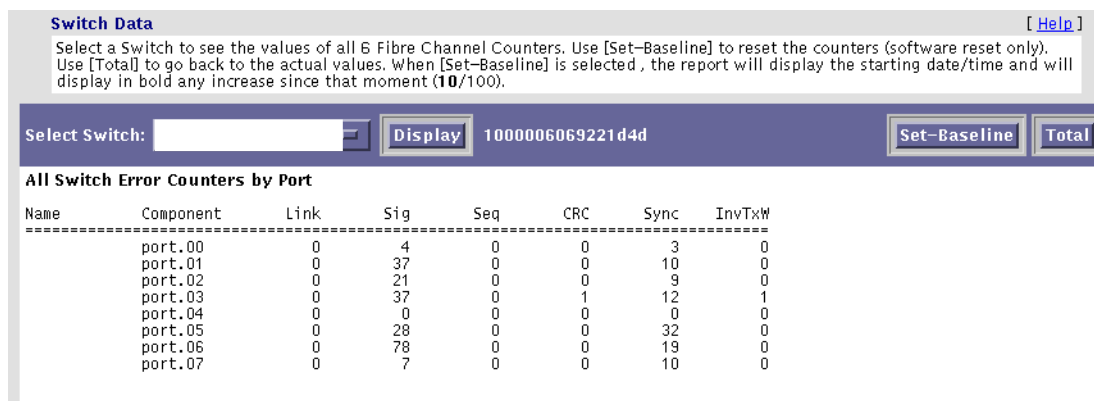 Switch Data [ Help ]
Select a Switch to see the values of all 6 Fibre Channel Counters. Use [Set-Baseline] to reset the counters (software reset only).
Use [Total] to go back to the actual values. When [Set-Baseline] is selected , the report will display the starting date/time and will
display in bold any increase since that moment (10/100).
Select Switch: Display 1000006069221d4d Set-Baseline Total
All Switch Error Counters by Port
Name Component Link Sig Seq CRC Sync InvTxW
================================================================================
port.00 0 4 0 0 3 0
port.01 0 37 0 0 10 0
port.02 0 21 0 0 9 0
port.03 0 37 0 1 12 1
port.04 0 0 0 0 0 0
port.05 0 28 0 0 32 0
port.06 0 78 0 0 19 0
port.07 0 7 0 0 10 0